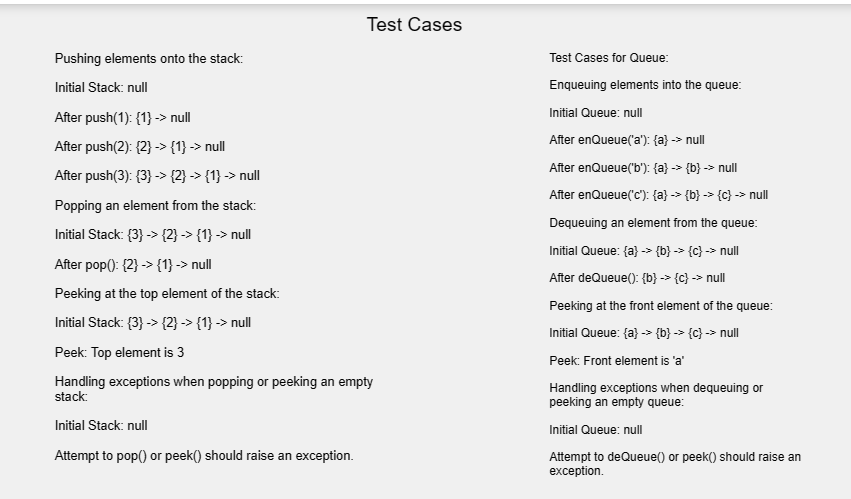 Test Cases
Pushing elements onto the stack:
Initial Stack: null
After push(1): {1} -> null
After push(2): {2} -> {1} -> null
After push(3): {3} -> {2} -> {1} -> null
Popping an element from the stack:
Initial Stack: {3} -> {2} -> {1} -> null
After pop(): {2} -> {1} -> null
Peeking at the top element of the stack:
Initial Stack: {3} -> {2} -> {1} -> null
Peek: Top element is 3
Handling exceptions when popping or peeking an empty
stack:
Initial Stack: null
Attempt to pop() or peek() should raise an exception.
Test Cases for Queue:
Enqueuing elements into the queue:
Initial Queue: null
After enQueue('a'): {a} -> null
After enQueue('b'): {a} -> {b} -> null
After enQueue('c'): {a} -> {b} -> {c} -> null
Dequeuing an element from the queue:
Initial Queue: {a} -> {b} -> {c} -> null
After deQueue(): {b} -> {c} -> null
Peeking at the front element of the queue:
Initial Queue: {a} -> {b} -> {c} -> null
Peek: Front element is 'a'
Handling exceptions when dequeuing or
peeking an empty queue:
Initial Queue: null
Attempt to deQueue() or peek() should raise an
exception.